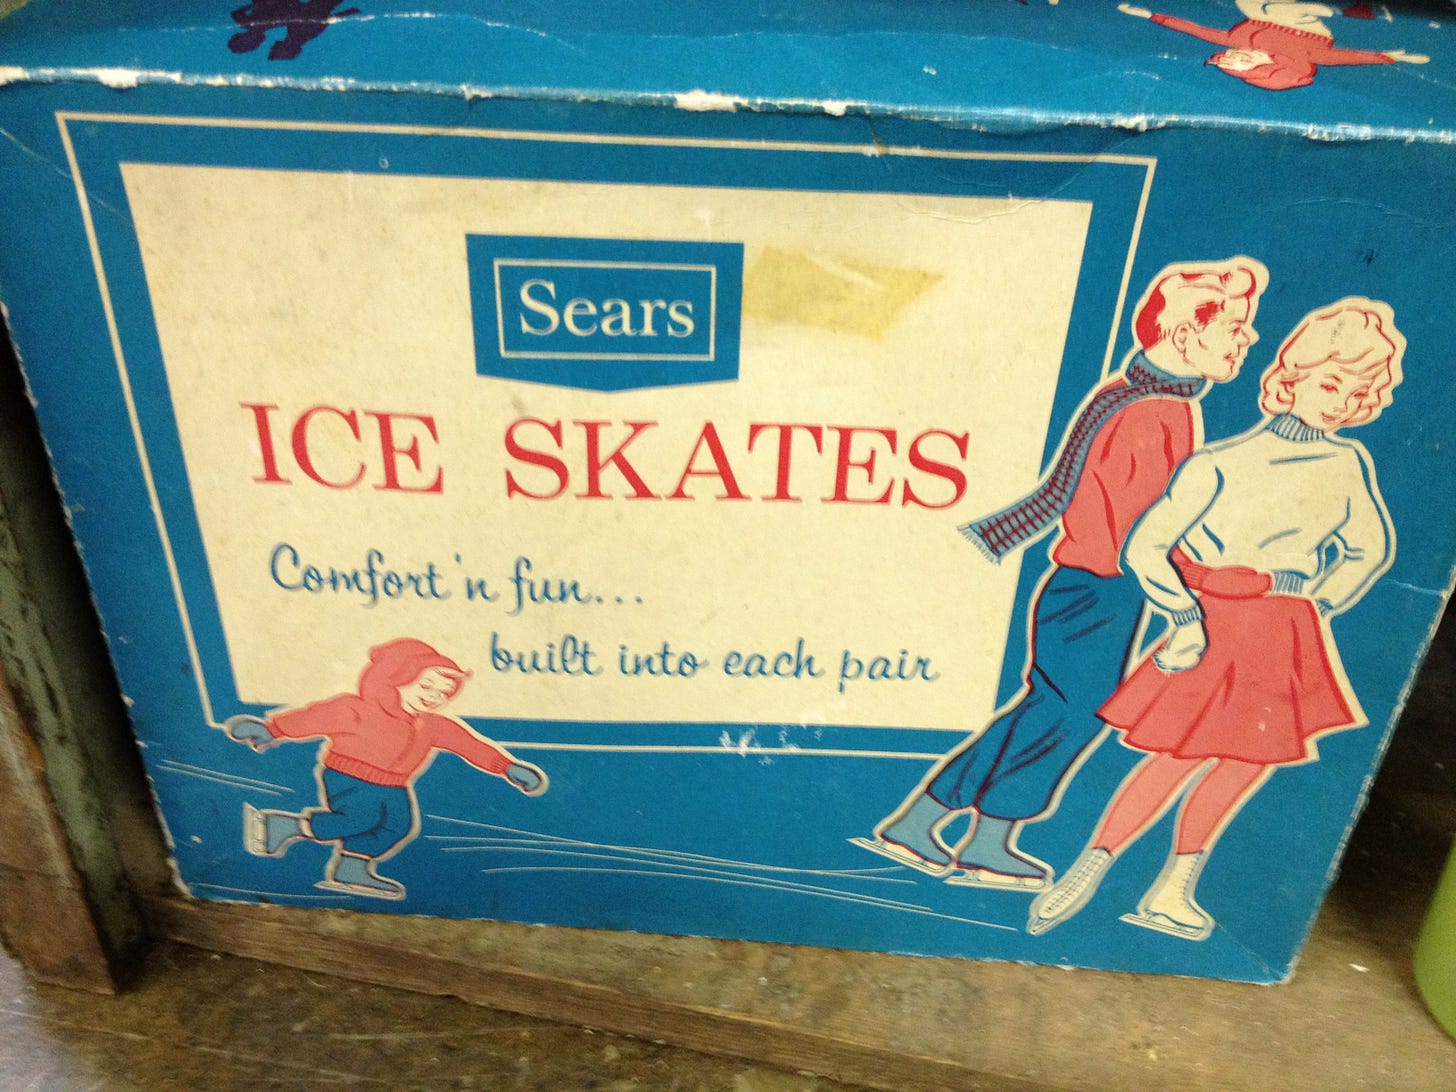 Sears
ICE SKATES
Comfort 'n fun...
built into each pair